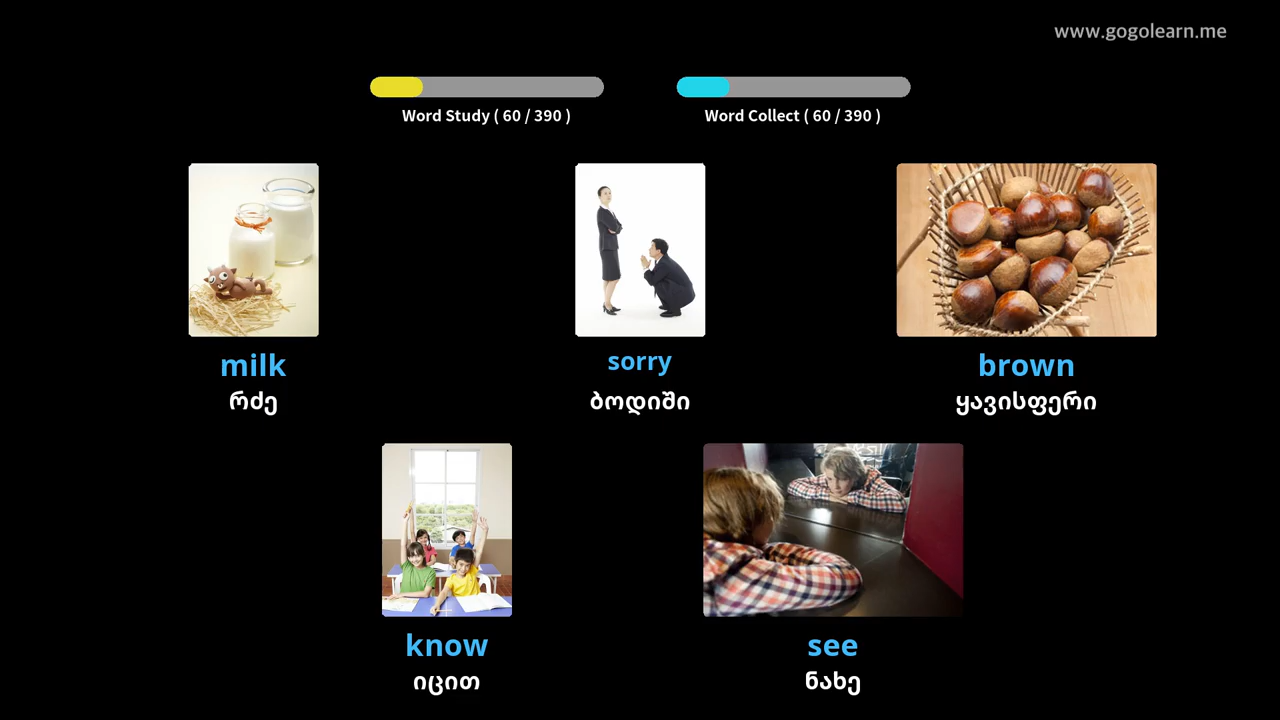 www.gogolearn.me
Word Study ( 60 / 390 )
Word Collect ( 60 / 390 )
milk
რძე
sorry
ბოდიში
brown
ყავისფერი
know
იცით
see
ნახე